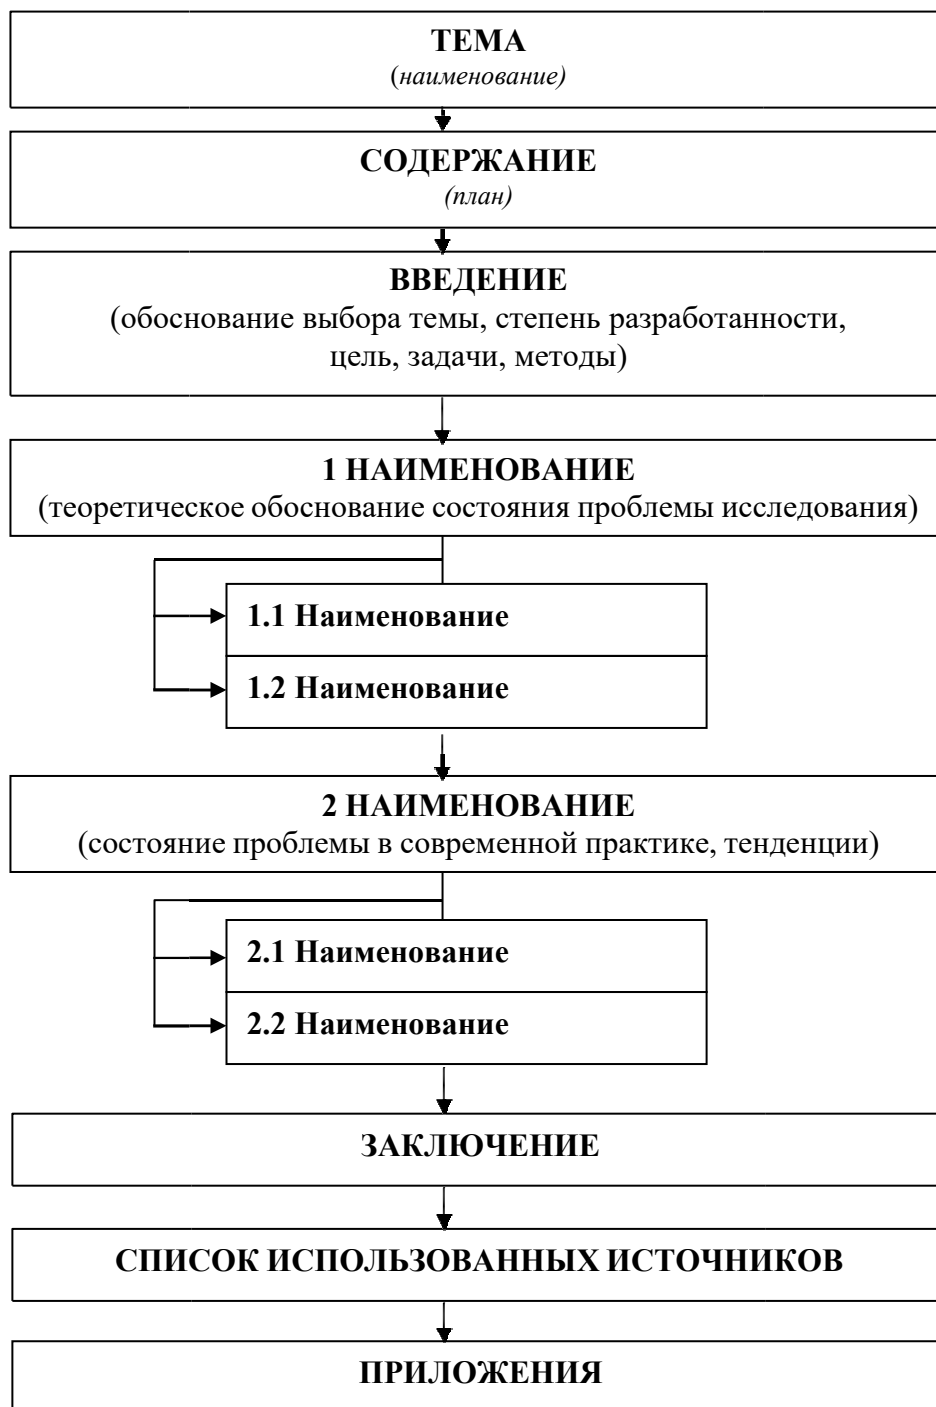 ТЕМА
(наименование)
СОДЕРЖАНИЕ
(план)
ВВЕДЕНИЕ
(обоснование выбора темы, степень разработанности,
цель, задачи, методы)
1 НАИМЕНОВАНИЕ
(теоретическое обоснование состояния проблемы исследования)
1.1 Наименование
1.2 Наименование
2 НАИМЕНОВАНИЕ
(состояние проблемы в современной практике, тенденции)
2.1 Наименование
2.2 Наименование
ЗАКЛЮЧЕНИЕ
СПИСОК ИСПОЛЬЗОВАННЫХ ИСТОЧНИКОВ
ПРИЛОЖЕНИЯ